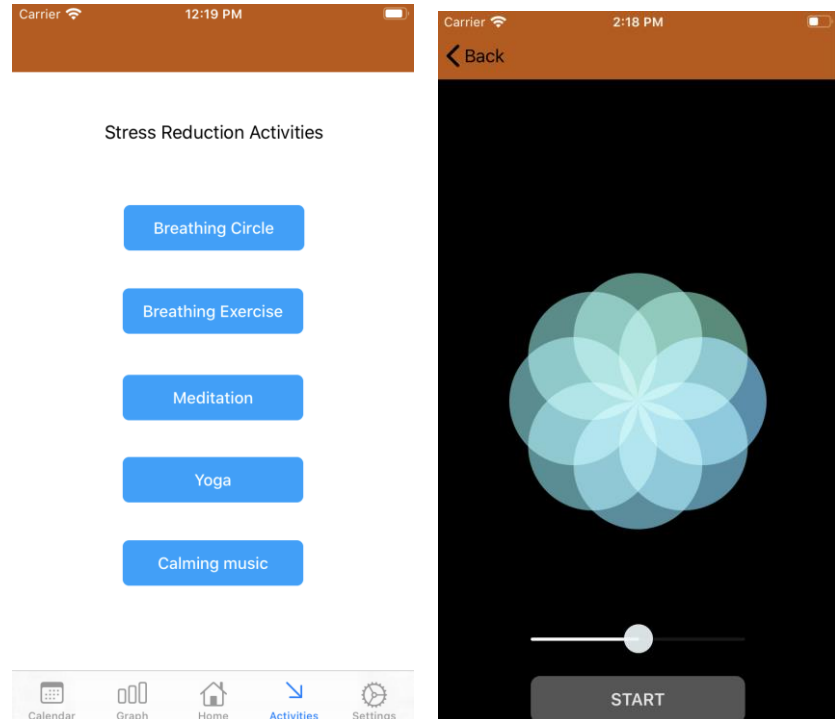 Carrier 12:19 PM
Stress Reduction Activities
Breathing Circle
Breathing Exercise
Meditation
Yoga
Calming music
Calendar Graph Home Activities Settings
Carrier 2:18 PM
Back
START